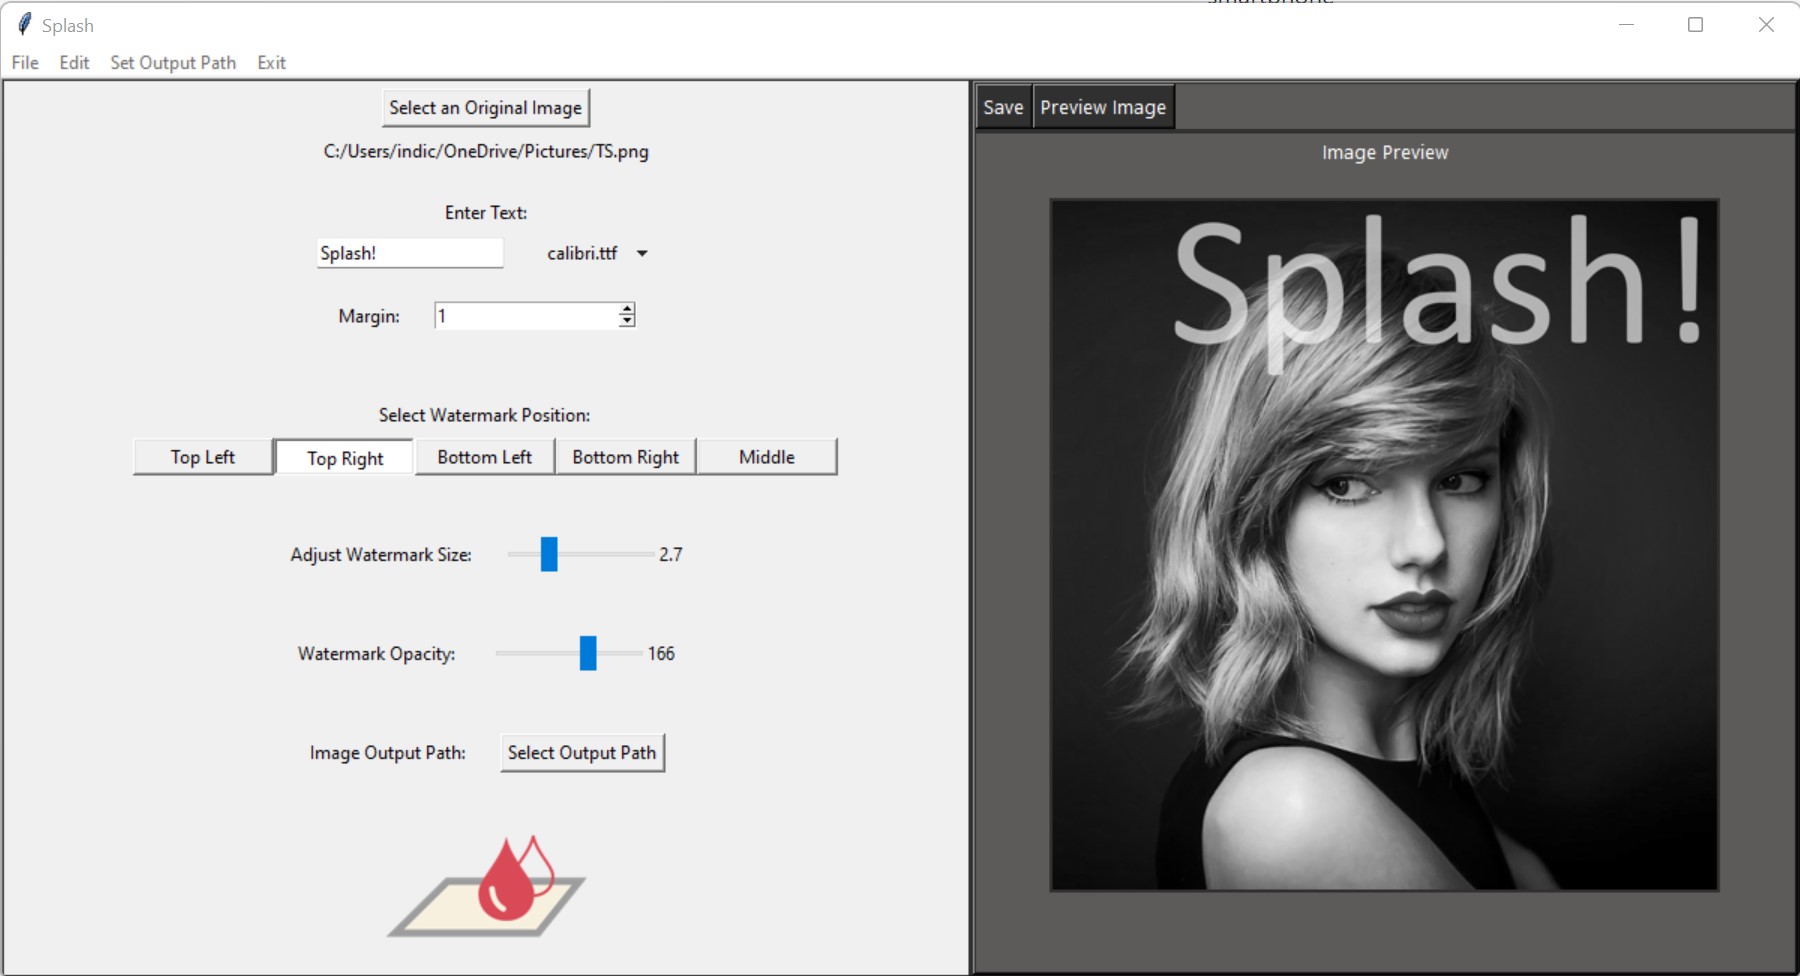 Splash
File Edit Set Output Path Exit
Select an Original Image
C:/Users/indic/OneDrive/Pictures/TS.png
Enter Text:
Splash! calibri.ttf
Margin: 1
Select Watermark Position:
Top Left Top Right Bottom Left Bottom Right Middle
Adjust Watermark Size: 2.7
Watermark Opacity: 166
Image Output Path: Select Output Path
Save Preview Image
Image Preview
Splash!